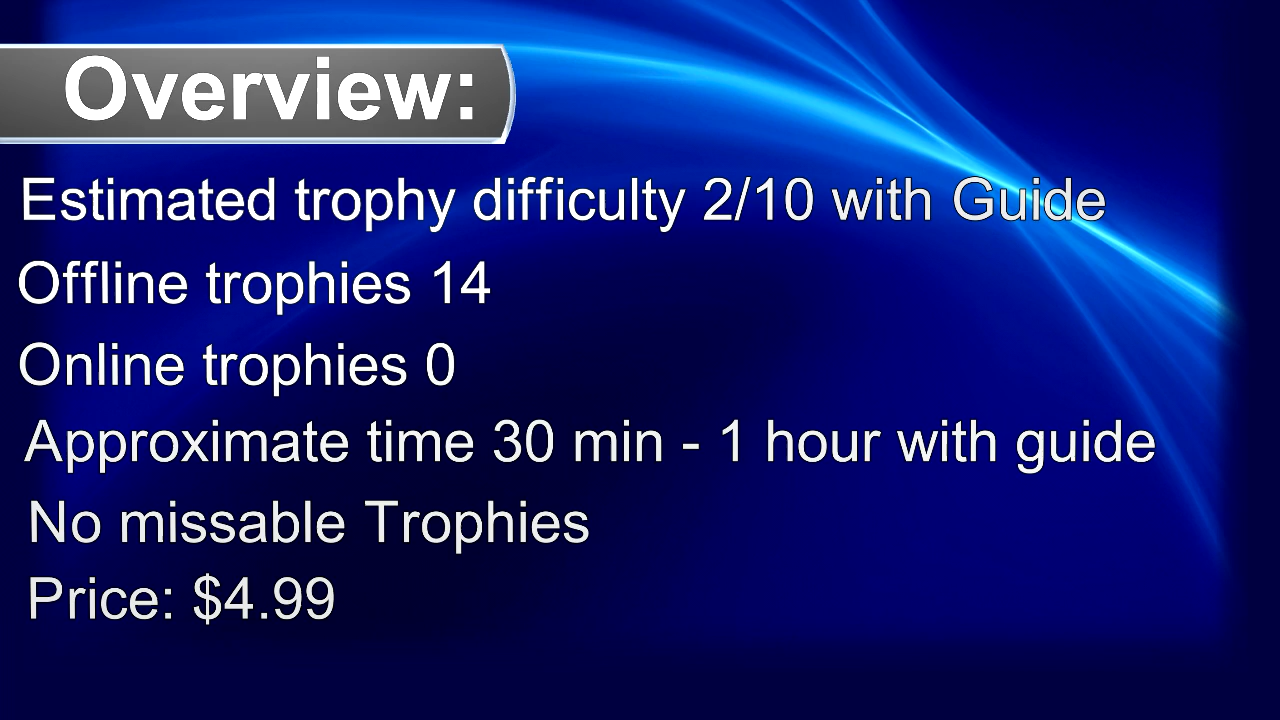 Overview:
Estimated trophy difficulty 2/10 with Guide
Offline trophies 14
Online trophies 0
Approximate time 30 min - 1 hour with guide
No missable Trophies
Price: $4.99